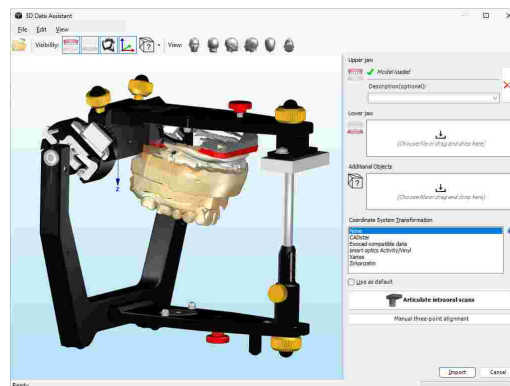 3D Data Assistant
File Edit View
Visibility: View:
Upper jaw
Model loaded
Description(optional):
Lower jaw
(Choose file or drag and drop here)
Additional Objects
(Choose file or drag and drop here)
Coordinate System Transformation
None
CADstar
Exocad-compatible data
smart optics Activity/Vinyl
Xenos
Zirkonzahn
Use as default
Articulate intraoral scans
Manual three-point alignment
Import Cancel
Ready
z